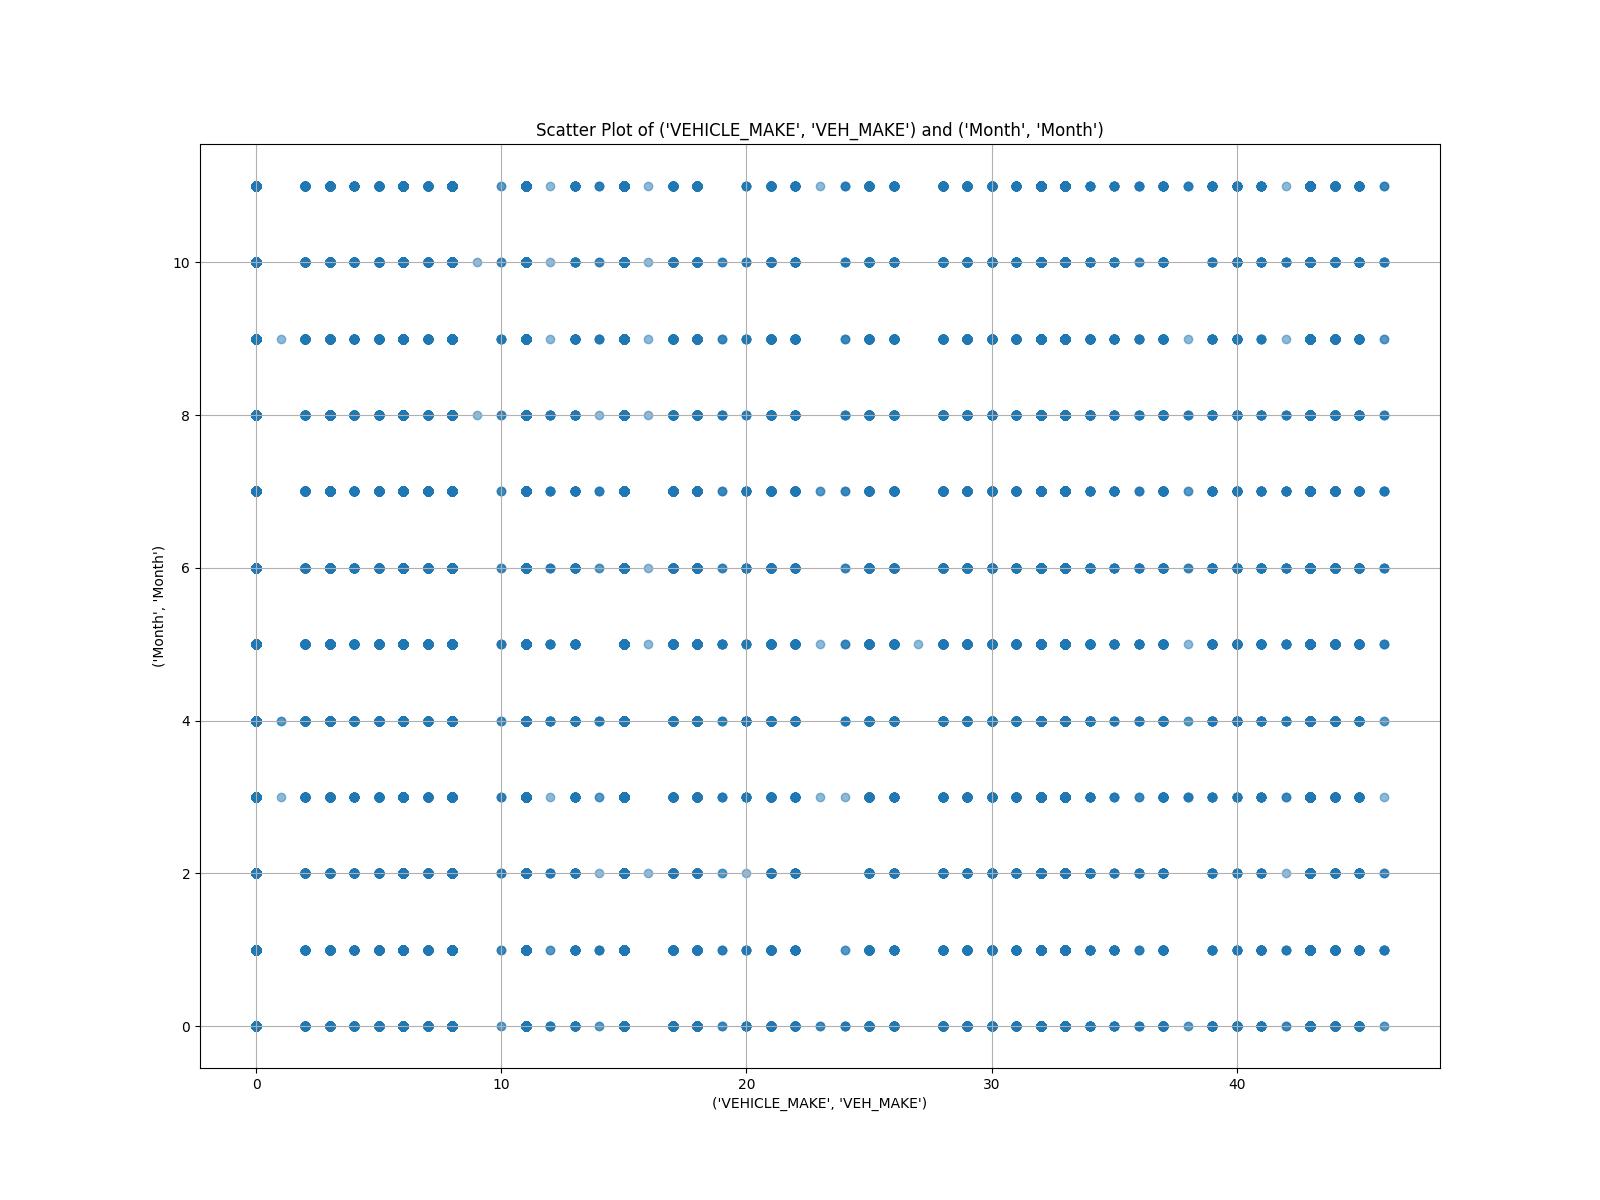 Scatter Plot of ('VEHICLE_MAKE', 'VEH_MAKE') and ('Month', 'Month')
10
8
6
4
2
0
('Month', 'Month')
0 10 20 30 40
('VEHICLE_MAKE', 'VEH_MAKE')